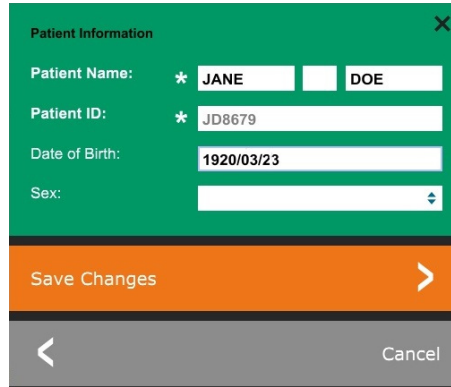 Patient Information
Patient Name: * JANE DOE
Patient ID: * JD8679
Date of Birth: 1920/03/23
Sex:
Save Changes
Cancel